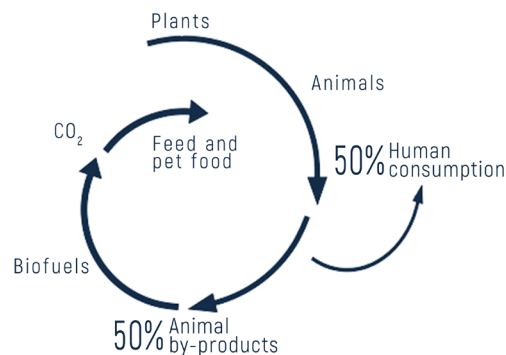 Plants
Animals
CO₂
Feed and
pet food
50% Human
consumption
Biofuels
50% Animal
by-products